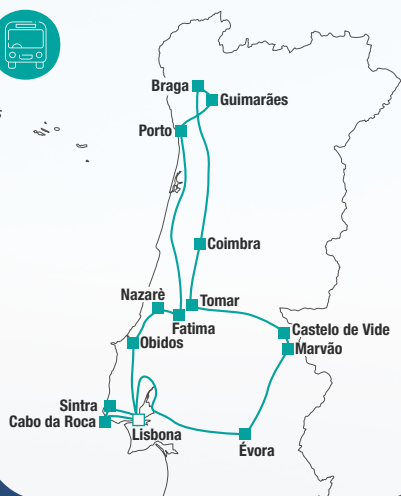 Braga
Guimarães
Porto
Coimbra
Nazarè
Tomar
Fatima
Castelo de Vide
Obidos
Marvão
Sintra
Cabo da Roca
Lisbona
Évora